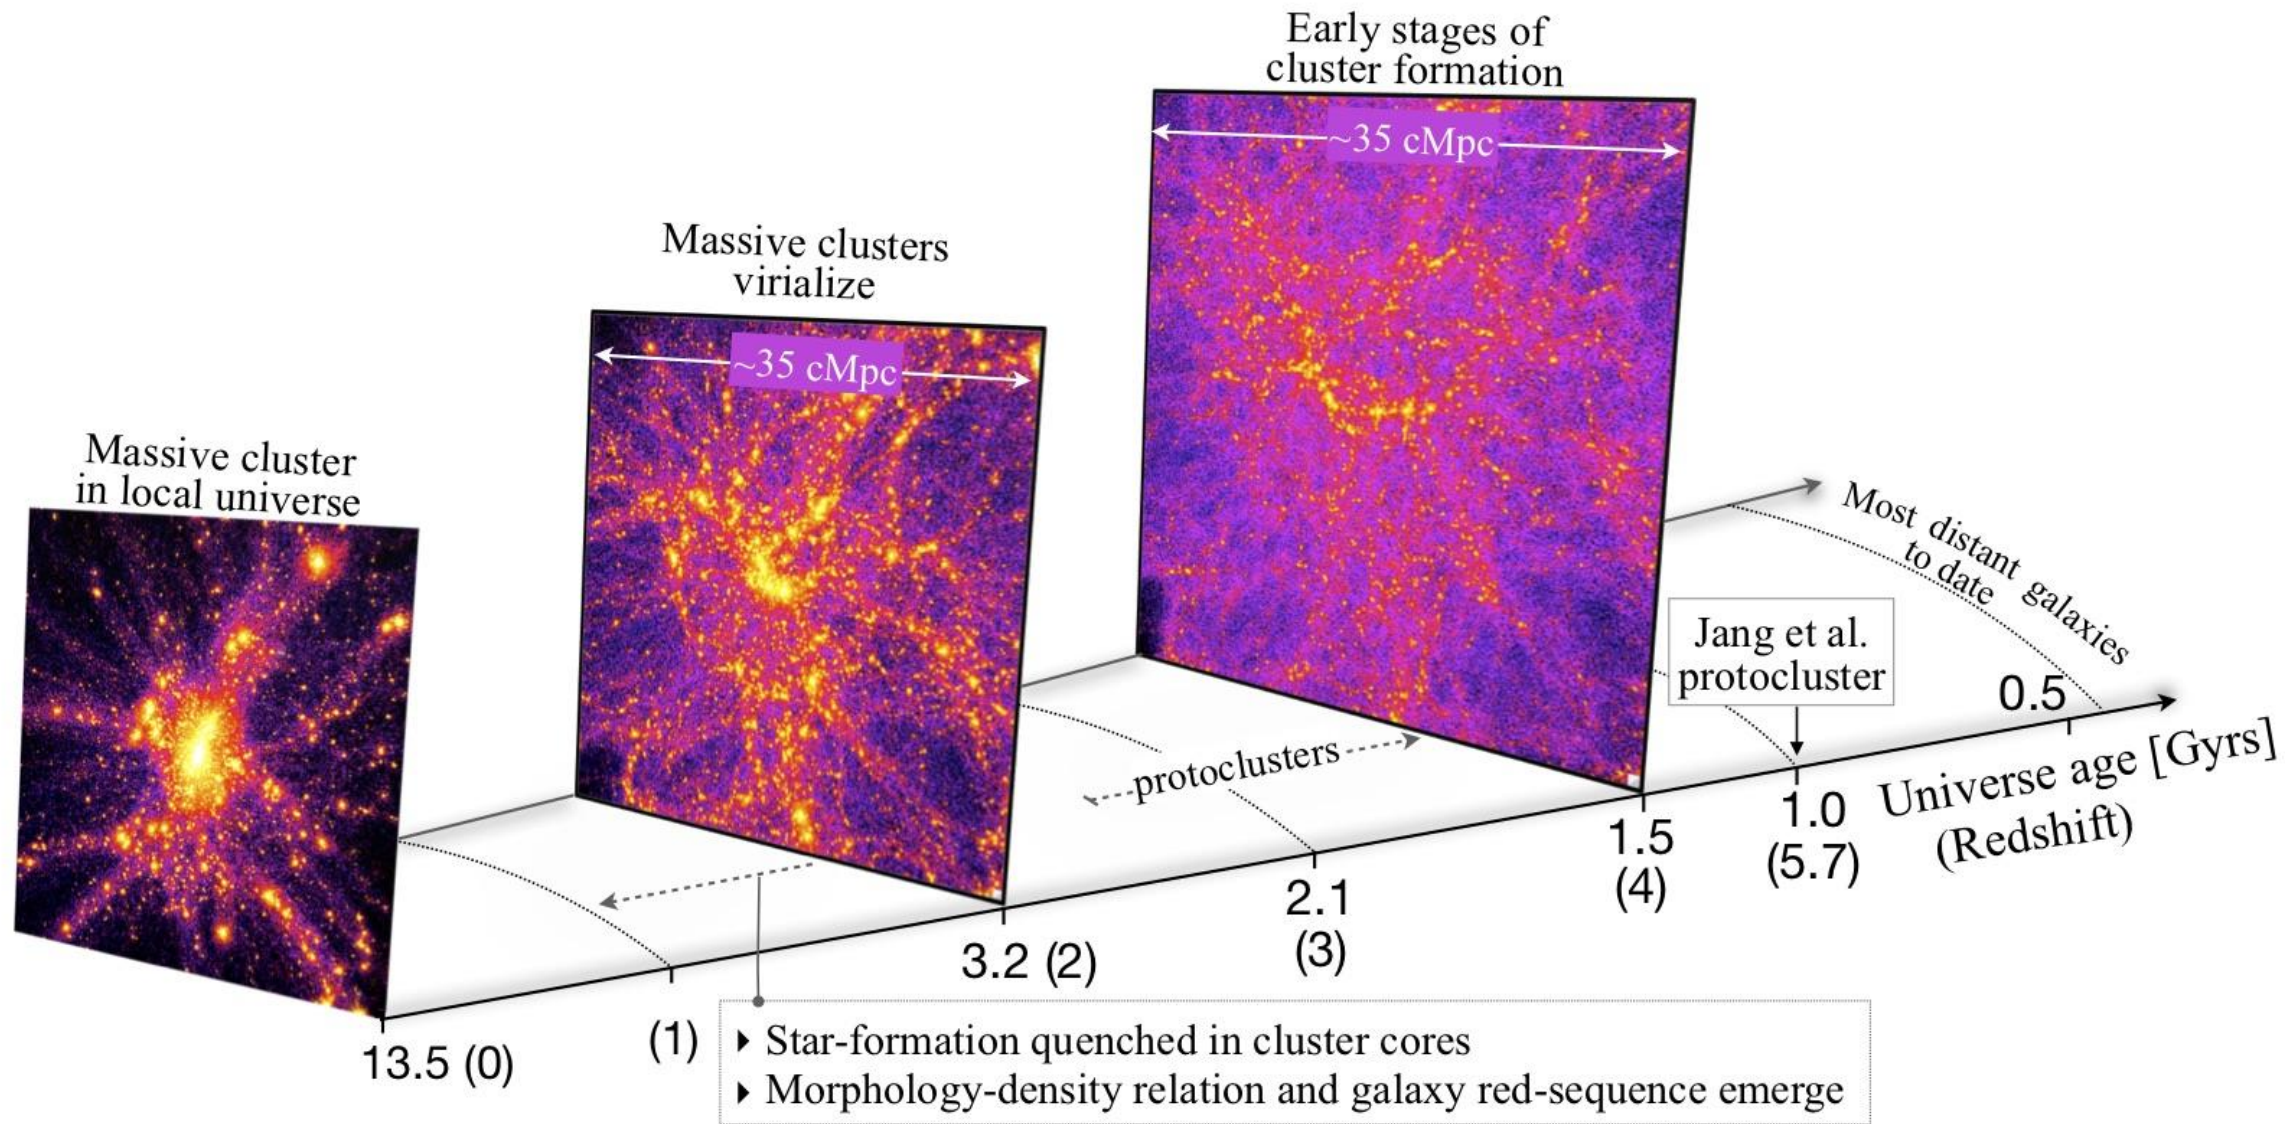 Early stages of
cluster formation
~35 cMpc
Massive clusters
virialize
~35 cMpc
Massive cluster
in local universe
Most distant galaxies
to date
Jang et al.
protocluster
0.5
protoclusters
Universe age [Gyrs]
(Redshift)
1.0
(5.7)
1.5
(4)
2.1
(3)
3.2 (2)
(1)
13.5 (0)
‣ Star-formation quenched in cluster cores
‣ Morphology-density relation and galaxy red-sequence emerge